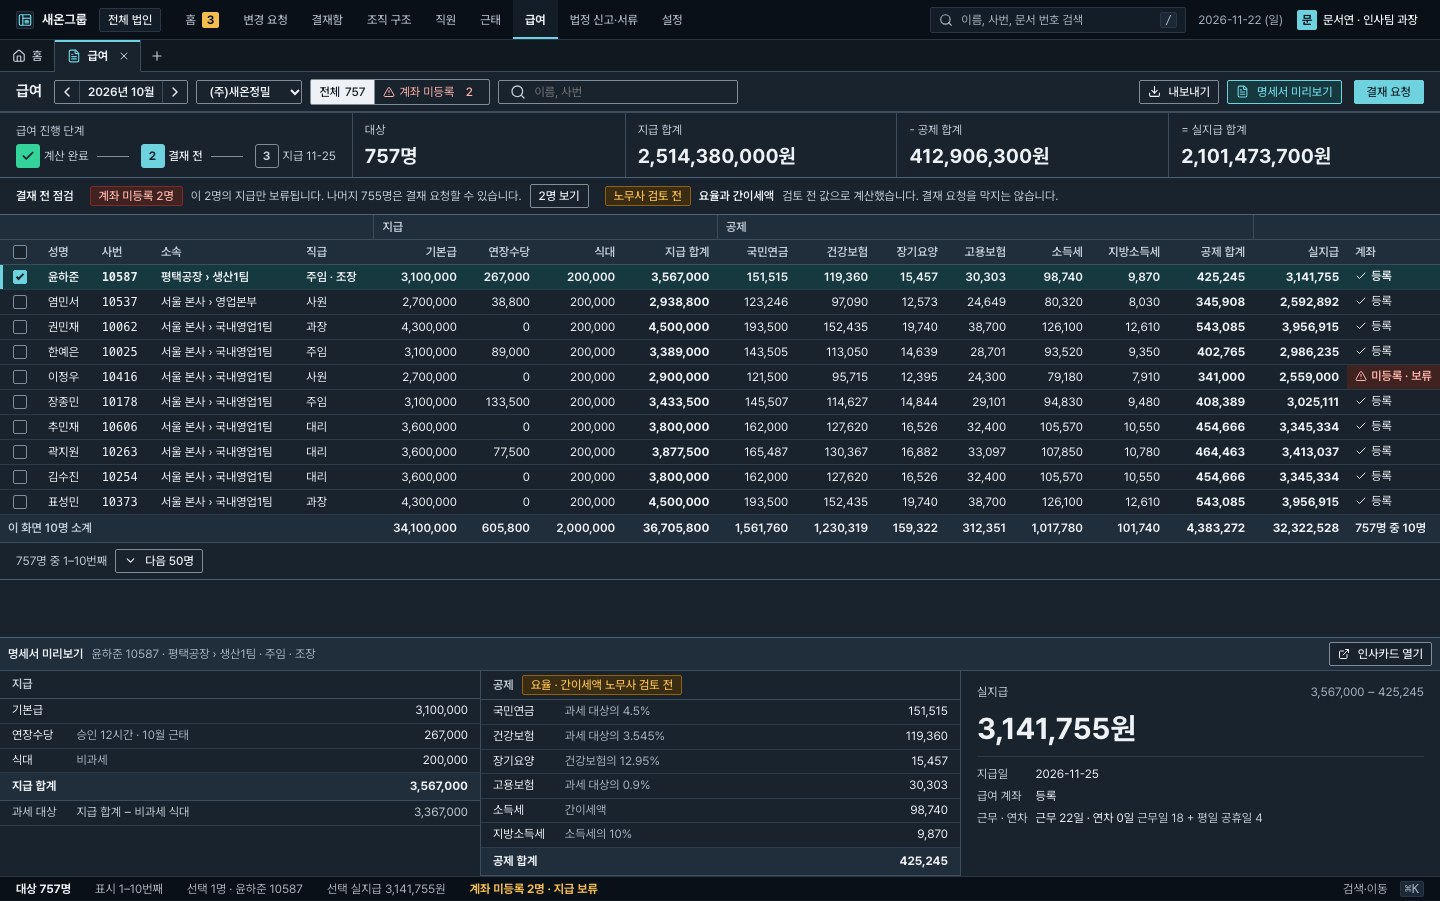 새온그룹 전체 법인 홈 3 변경 요청 결재함 조직 구조 직원 근태 급여 법정 신고·서류 설정 이름, 사번, 문서 번호 검색 / 2026-11-22 (일) 문 문서연 · 인사팀 과장
홈 급여
급여 2026년 10월 (주)새온정밀 전체 757 계좌 미등록 2 이름, 사번 내보내기 명세서 미리보기 결재 요청
급여 진행 단계 대상 지급 합계 - 공제 합계 = 실지급 합계
계산 완료 2 결재 전 3 지급 11-25 757명 2,514,380,000원 412,906,300원 2,101,473,700원
결재 전 점검 계좌 미등록 2명 이 2명의 지급만 보류됩니다. 나머지 755명은 결재 요청할 수 있습니다. 2명 보기 노무사 검토 전 요율과 간이세액 검토 전 값으로 계산했습니다. 결재 요청을 막지는 않습니다.
지급 공제
성명 사번 소속 직급 기본급 연장수당 식대 지급 합계 국민연금 건강보험 장기요양 고용보험 소득세 지방소득세 공제 합계 실지급 계좌
윤하준 10587 평택공장 › 생산1팀 주임 · 조장 3,100,000 267,000 200,000 3,567,000 151,515 119,360 15,457 30,303 98,740 9,870 425,245 3,141,755 등록
염민서 10537 서울 본사 › 영업본부 사원 2,700,000 38,800 200,000 2,938,800 123,246 97,090 12,573 24,649 80,320 8,030 345,908 2,592,892 등록
권민재 10062 서울 본사 › 국내영업1팀 과장 4,300,000 0 200,000 4,500,000 193,500 152,435 19,740 38,700 126,100 12,610 543,085 3,956,915 등록
한예은 10025 서울 본사 › 국내영업1팀 주임 3,100,000 89,000 200,000 3,389,000 143,505 113,050 14,639 28,701 93,520 9,350 402,765 2,986,235 등록
이정우 10416 서울 본사 › 국내영업1팀 사원 2,700,000 0 200,000 2,900,000 121,500 95,715 12,395 24,300 79,180 7,910 341,000 2,559,000 미등록 · 보류
장종민 10178 서울 본사 › 국내영업1팀 주임 3,100,000 133,500 200,000 3,433,500 145,507 114,627 14,844 29,101 94,830 9,480 408,389 3,025,111 등록
추민재 10606 서울 본사 › 국내영업1팀 대리 3,600,000 0 200,000 3,800,000 162,000 127,620 16,526 32,400 105,570 10,550 454,666 3,345,334 등록
곽지원 10263 서울 본사 › 국내영업1팀 대리 3,600,000 77,500 200,000 3,877,500 165,487 130,367 16,882 33,097 107,850 10,780 464,463 3,413,037 등록
김수진 10254 서울 본사 › 국내영업1팀 대리 3,600,000 0 200,000 3,800,000 162,000 127,620 16,526 32,400 105,570 10,550 454,666 3,345,334 등록
표성민 10373 서울 본사 › 국내영업1팀 과장 4,300,000 0 200,000 4,500,000 193,500 152,435 19,740 38,700 126,100 12,610 543,085 3,956,915 등록
이 화면 10명 소계 34,100,000 605,800 2,000,000 36,705,800 1,561,760 1,230,319 159,322 312,351 1,017,780 101,740 4,383,272 32,322,528 757명 중 10명
757명 중 1–10번째 다음 50명
명세서 미리보기 윤하준 10587 · 평택공장 › 생산1팀 · 주임 · 조장 인사카드 열기
지급
기본급 3,100,000
연장수당 승인 12시간 · 10월 근태 267,000
식대 비과세 200,000
지급 합계 3,567,000
과세 대상 지급 합계 − 비과세 식대 3,367,000
공제 요율 · 간이세액 노무사 검토 전
국민연금 과세 대상의 4.5% 151,515
건강보험 과세 대상의 3.545% 119,360
장기요양 건강보험의 12.95% 15,457
고용보험 과세 대상의 0.9% 30,303
소득세 간이세액 98,740
지방소득세 소득세의 10% 9,870
공제 합계 425,245
실지급 3,567,000 − 425,245
3,141,755원
지급일 2026-11-25
급여 계좌 등록
근무 · 연차 근무 22일 · 연차 0일 근무일 18 + 평일 공휴일 4
대상 757명 표시 1–10번째 선택 1명 · 윤하준 10587 선택 실지급 3,141,755원 계좌 미등록 2명 · 지급 보류 검색·이동 ⌘K